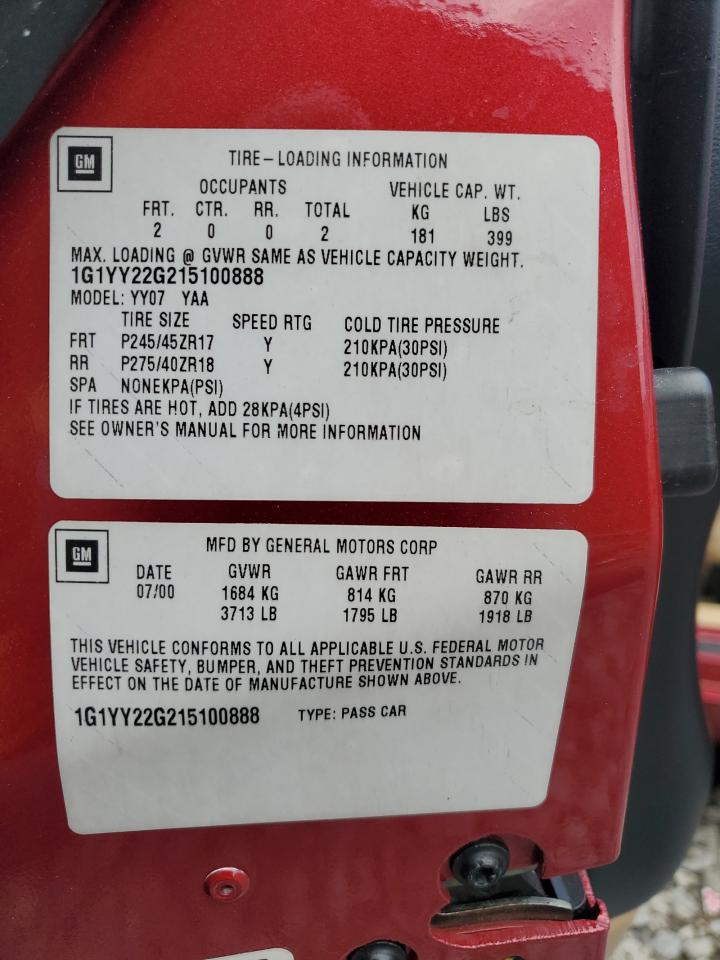 GM
TIRE-LOADING INFORMATION
OCCUPANTS VEHICLE CAP. WT.
FRT. CTR. RR. TOTAL KG LBS
2 0 0 2 181 399
MAX. LOADING @ GVWR SAME AS VEHICLE CAPACITY WEIGHT.
1G1YY22G215100888
MODEL: YY07 YAA
TIRE SIZE SPEED RTG COLD TIRE PRESSURE
FRT P245/45ZR17 Y 210KPA(30PSI)
RR P275/40ZR18 Y 210KPA(30PSI)
SPA NONEKPA(PSI)
IF TIRES ARE HOT, ADD 28KPA(4PSI)
SEE OWNER'S MANUAL FOR MORE INFORMATION
GM
MFD BY GENERAL MOTORS CORP
DATE GVWR GAWR FRT GAWR RR
07/00 1684 KG 814 KG 870 KG
3713 LB 1795 LB 1918 LB
THIS VEHICLE CONFORMS TO ALL APPLICABLE U.S. FEDERAL MOTOR
VEHICLE SAFETY, BUMPER, AND THEFT PREVENTION STANDARDS IN
EFFECT ON THE DATE OF MANUFACTURE SHOWN ABOVE.
1G1YY22G215100888 TYPE: PASS CAR